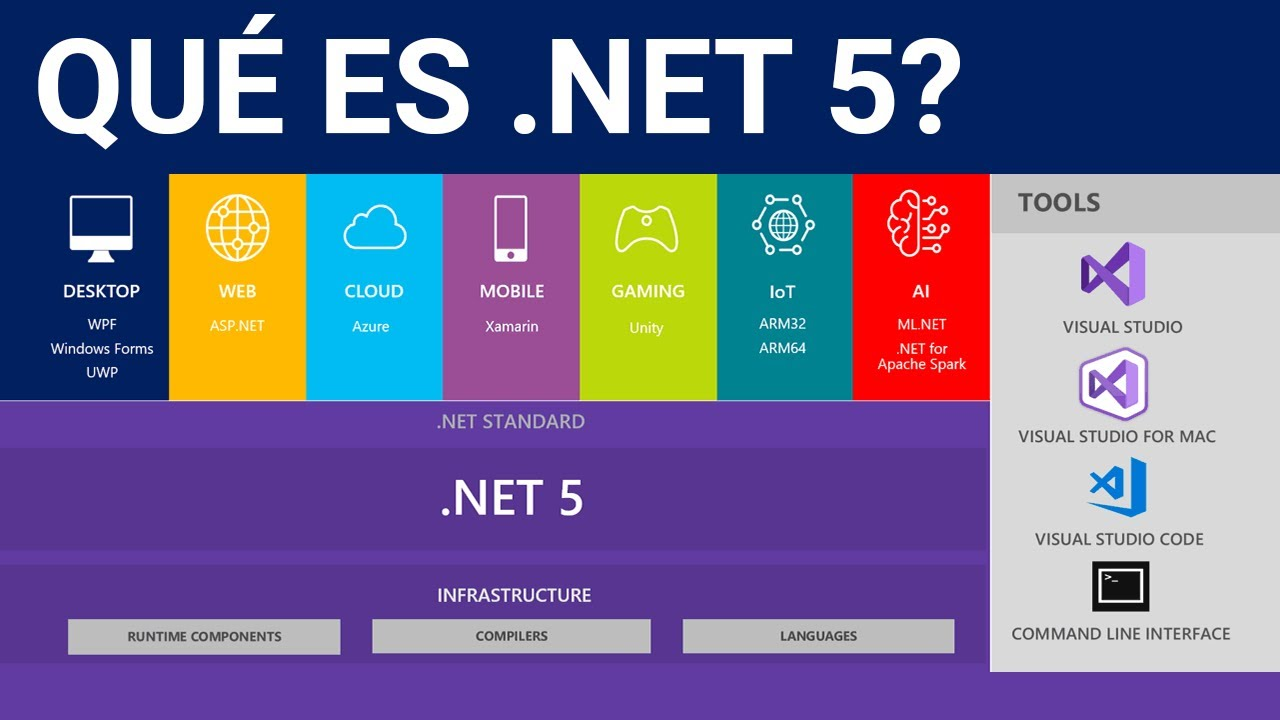 QUÉ ES .NET 5?
DESKTOP
WPF
Windows Forms
UWP
WEB
ASP.NET
CLOUD
Azure
MOBILE
Xamarin
GAMING
Unity
IoT
ARM32
ARM64
AI
ML.NET
.NET for
Apache Spark
TOOLS
VISUAL STUDIO
VISUAL STUDIO FOR MAC
VISUAL STUDIO CODE
>_
COMMAND LINE INTERFACE
.NET STANDARD
.NET 5
INFRASTRUCTURE
RUNTIME COMPONENTS
COMPILERS
LANGUAGES